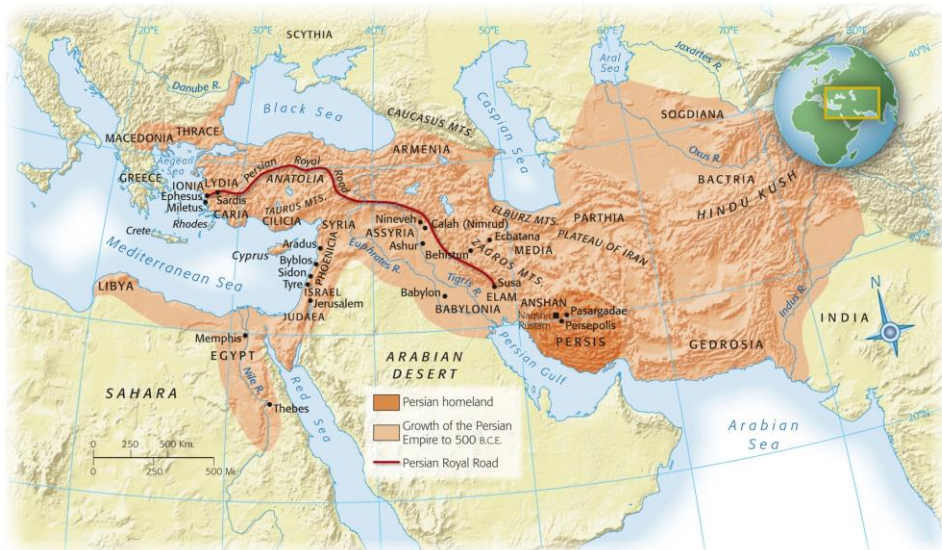 20°E
30°E
60°E
40°N
SCYTHIA
Aral
Sea
Jaxartes R.
Danube R.
Black Sea
CAUCASUS MTS.
Caspian Sea
SOGDIANA
MACEDONIA
THRACE
ARMENIA
Oxus R.
Aegean
Sea
Persian Royal Road
BACTRIA
GREECE
IONIA
LYDIA
ANATOLIA
HINDU KUSH
Ephesus
Sardis
Miletus
CARIA
TAURUS MTS.
CILICIA
Nineveh
Calah (Nimrud)
ELBURZ MTS.
PARTHIA
Rhodes
SYRIA
ASSYRIA
Ecbatana
PLATEAU OF IRAN
Crete
Aradus
Ashur
Behistun
MEDIA
Cyprus
Byblos
PHOENICIA
Euphrates R.
ZAGROS MTS.
Mediterranean Sea
Sidon
Tyre
Tigris R.
Susa
LIBYA
ISRAEL
Babylon
ELAM
Jerusalem
BABYLONIA
ANSHAN
Pasargadae
JUDAEA
Naqsh-i
Rustam
Persepolis
Indus R.
INDIA
N
Memphis
PERSIS
GEDROSIA
EGYPT
ARABIAN
DESERT
Persian Gulf
SAHARA
Nile R.
Red Sea
Thebes
20°N
Arabian
Sea
Persian homeland
Growth of the Persian
Empire to 500 B.C.E.
Persian Royal Road
0 250 500 Km.
0 250 500 Mi.